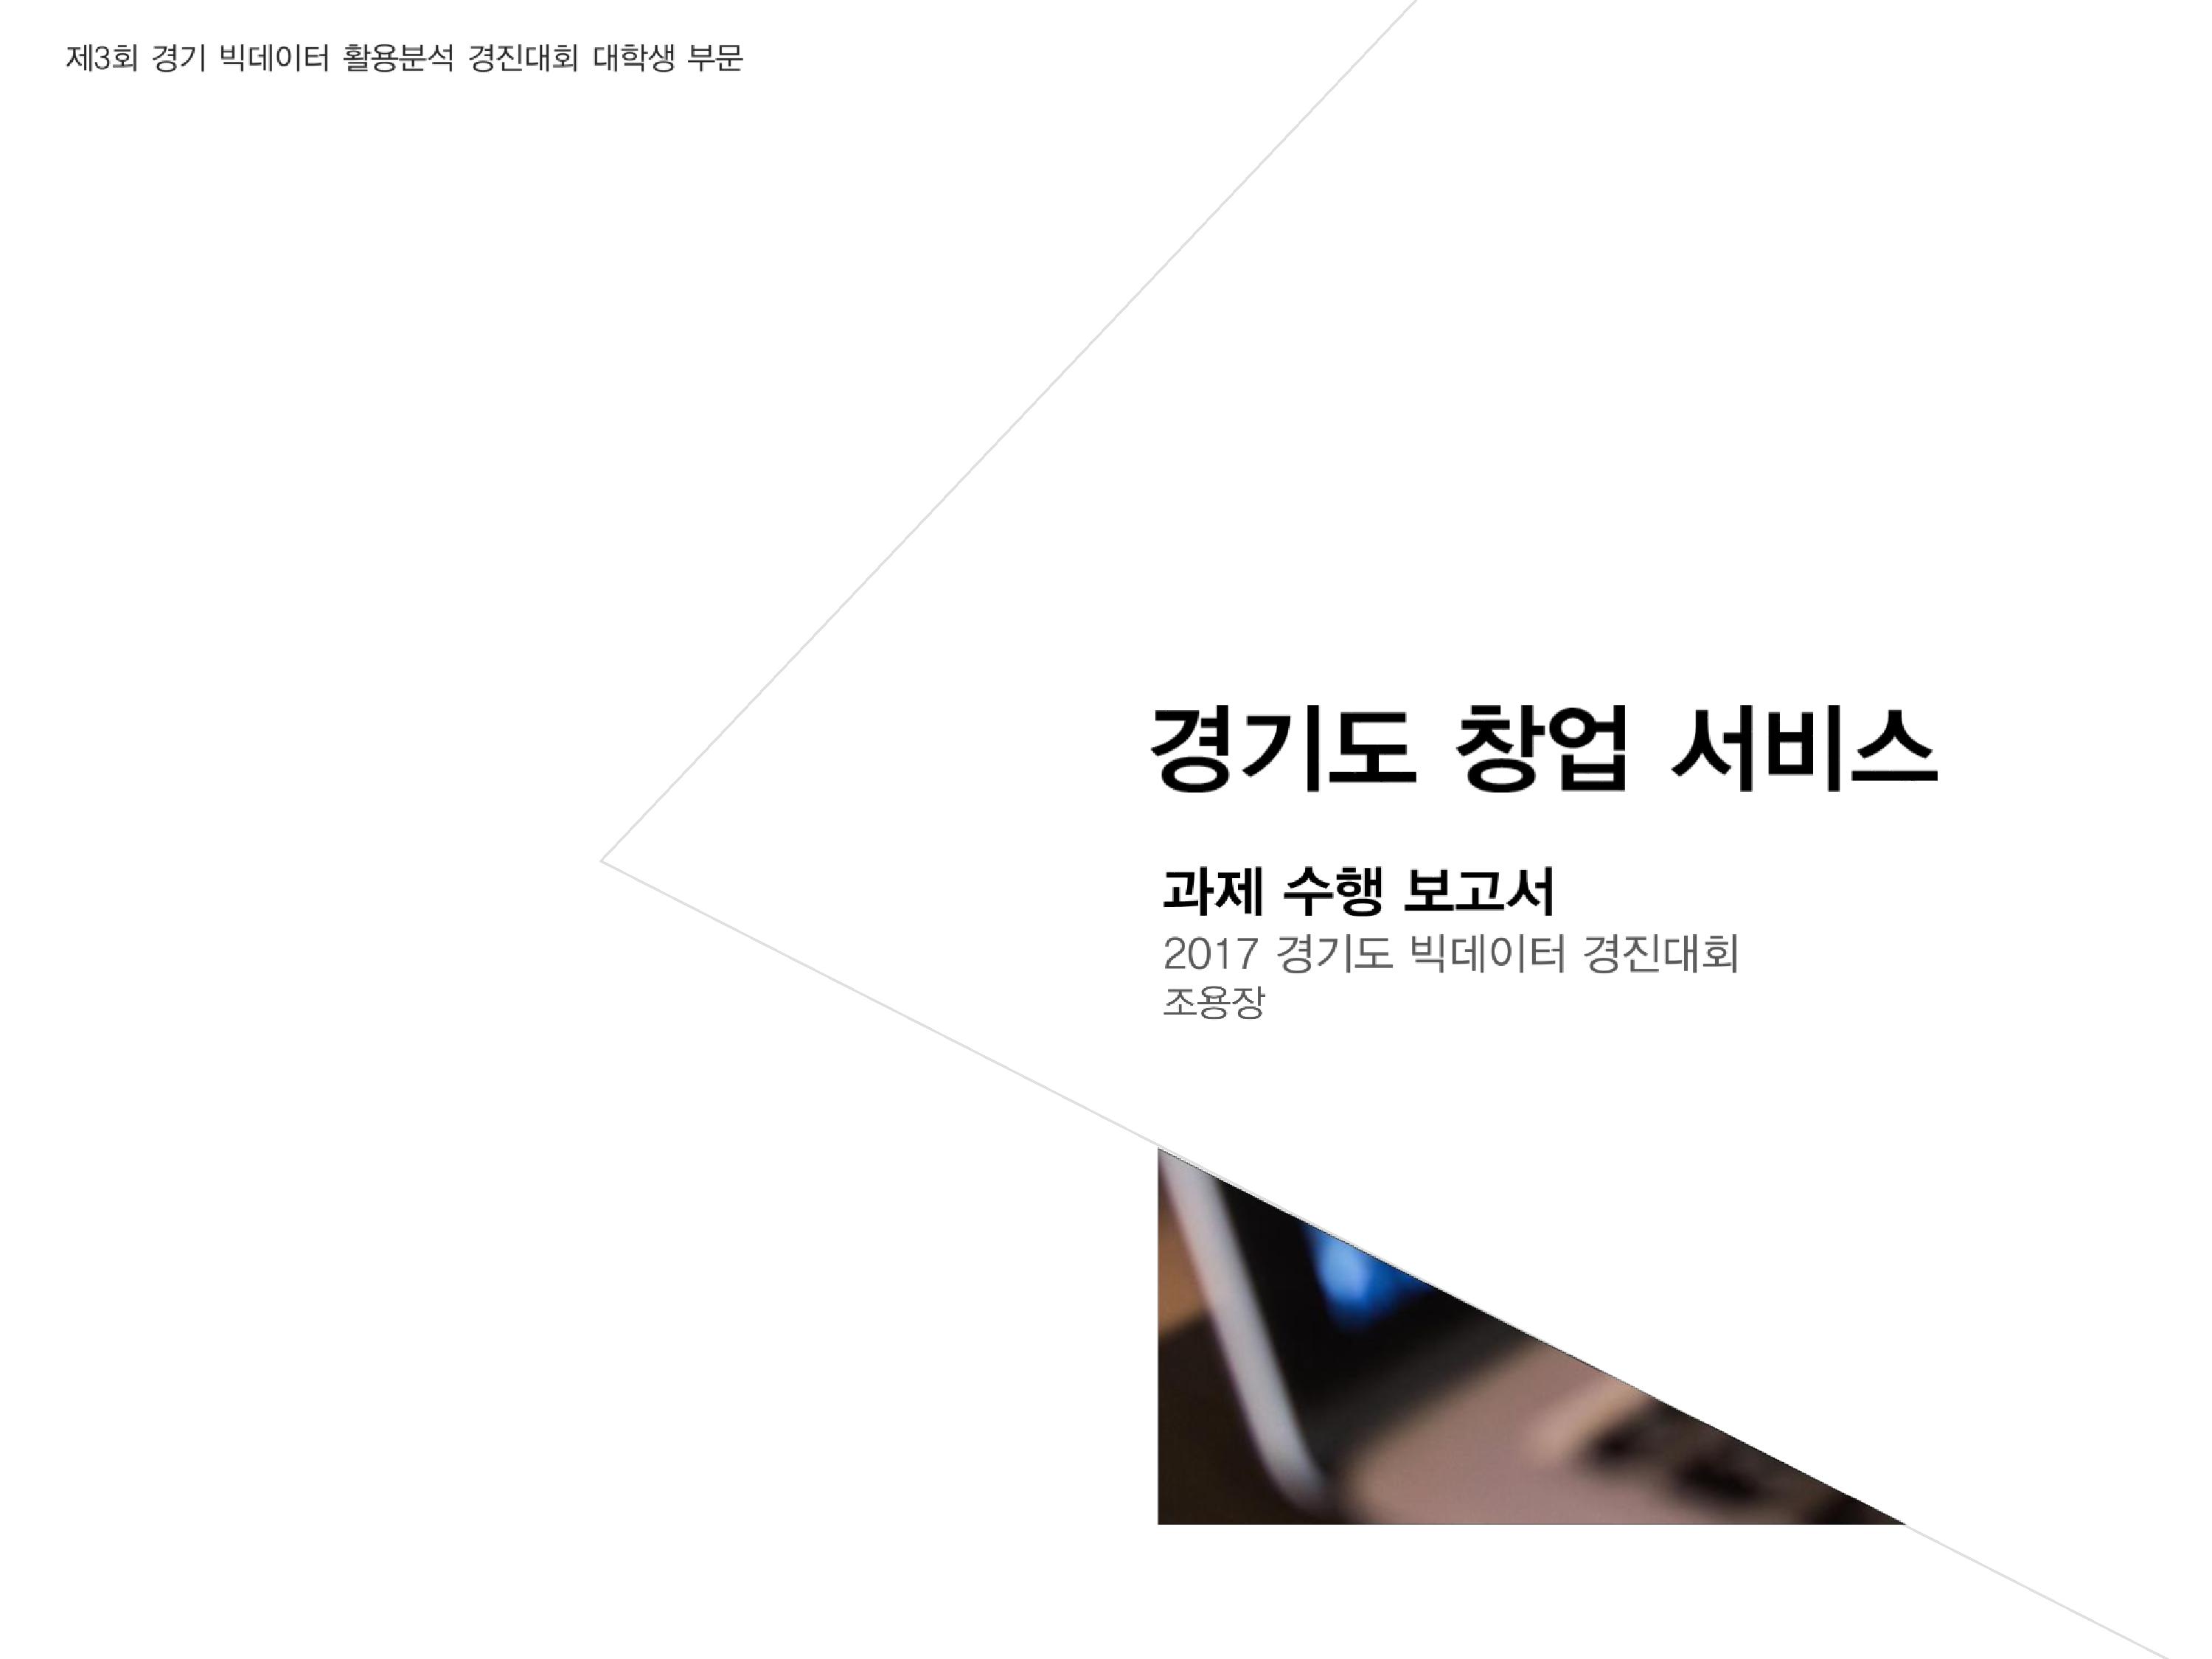 제3회 경기 빅데이터 활용분석 경진대회 대학생 부문
경기도 창업 서비스
과제 수행 보고서
2017 경기도 빅데이터 경진대회
조용장